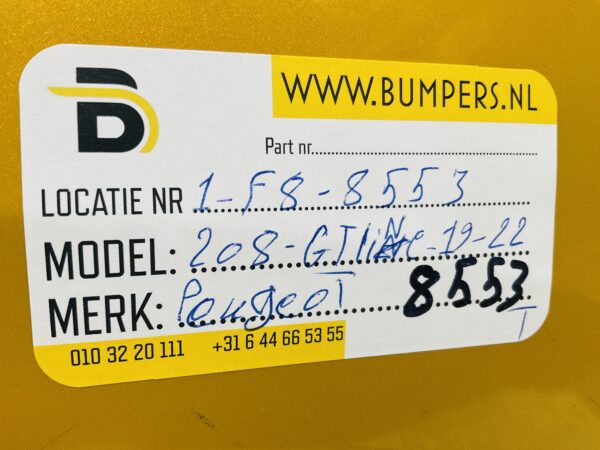 WWW.BUMPERS.NL
B
Part nr.
LOCATIE NR 1-F8-8553
MODEL: 208-GTliNe-19-22
MERK: PeugeoT 8553
T
010 32 20 111 +31 6 44 66 53 55